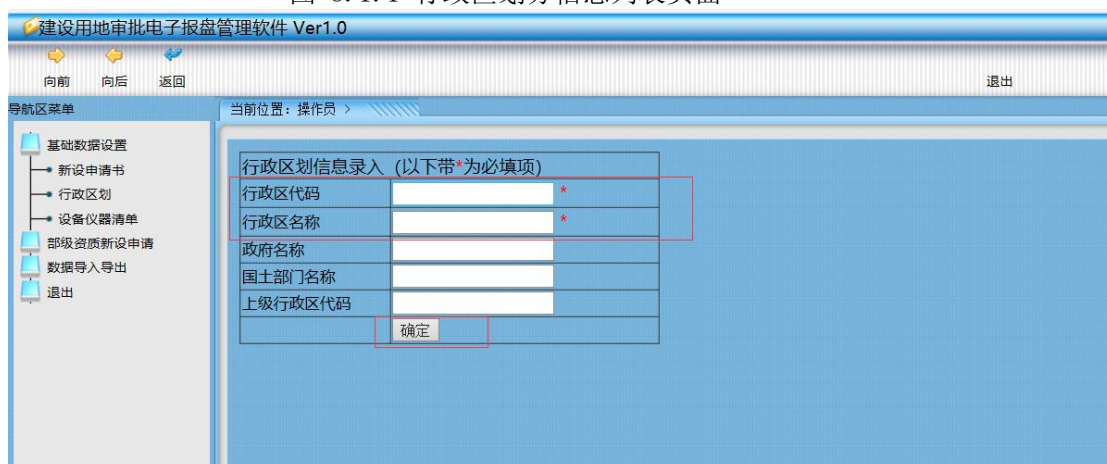 建设用地审批电子报盘管理软件 Ver1.0
向前 向后 返回 退出
导航区菜单
当前位置：操作员 >
基础数据设置
新设申请书
行政区划
设备仪器清单
部级资质新设申请
数据导入导出
退出
行政区划信息录入 (以下带*为必填项)
行政区代码 *
行政区名称 *
政府名称
国土部门名称
上级行政区代码
确定